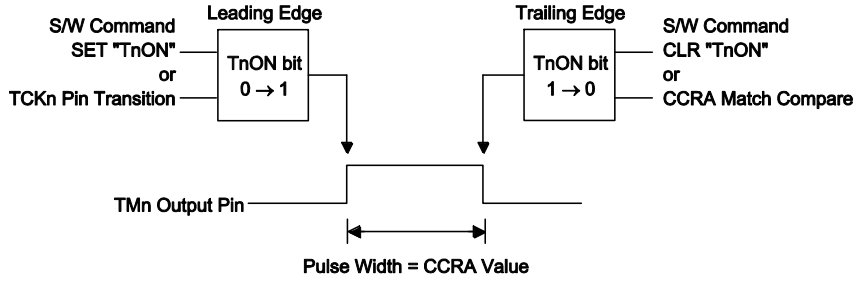 Leading Edge
S/W Command
SET "TnON"
or
TCKn Pin Transition
TnON bit
0 → 1
Trailing Edge
TnON bit
1 → 0
S/W Command
CLR "TnON"
or
CCRA Match Compare
TMn Output Pin
Pulse Width = CCRA Value